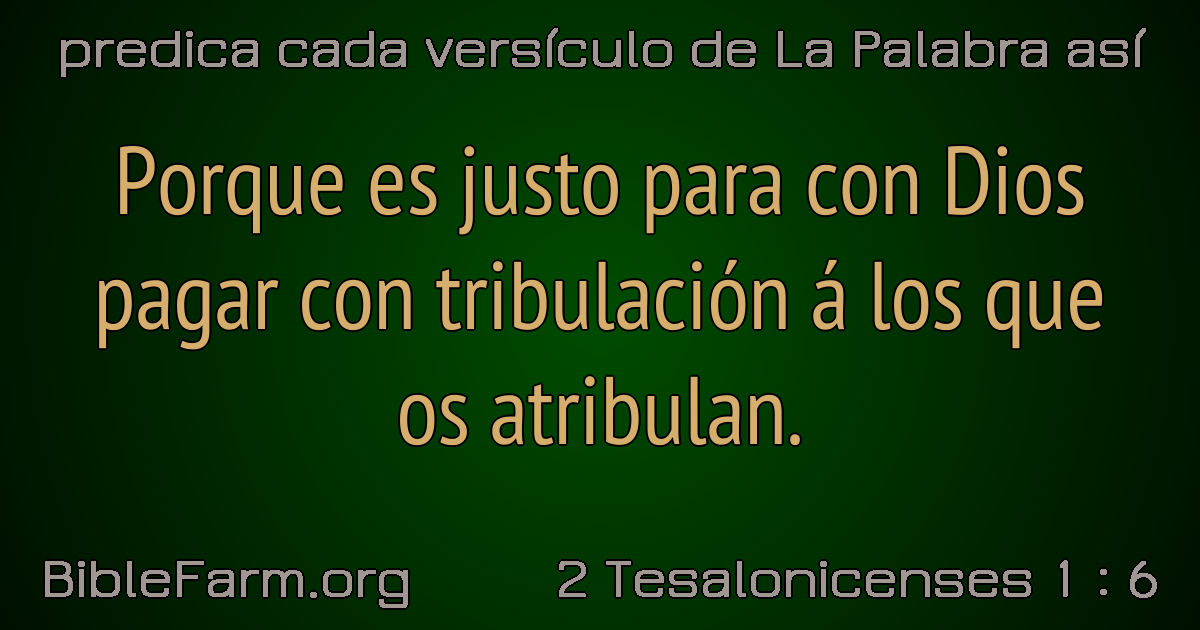 predica cada versículo de La Palabra así
Porque es justo para con Dios
pagar con tribulación á los que
os atribulan.
BibleFarm.org
2 Tesalonicenses 1 : 6